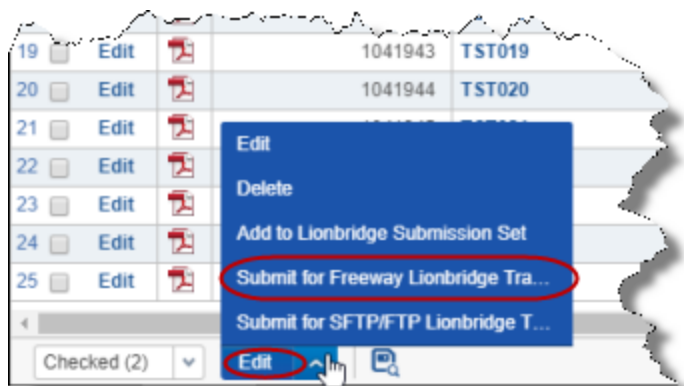 19 Edit 1041943 TST019
20 Edit 1041944 TST020
21 Edit
22 Edit
23 Edit
24 Edit
25 Edit
Edit
Delete
Add to Lionbridge Submission Set
Submit for Freeway Lionbridge Tra...
Submit for SFTP/FTP Lionbridge T...
Checked (2) Edit